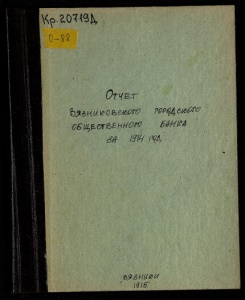 Кр.20719Д
О-88
Отчет
Вязниковского городского
общественного банка
за 1914 год.
Вязники
1915